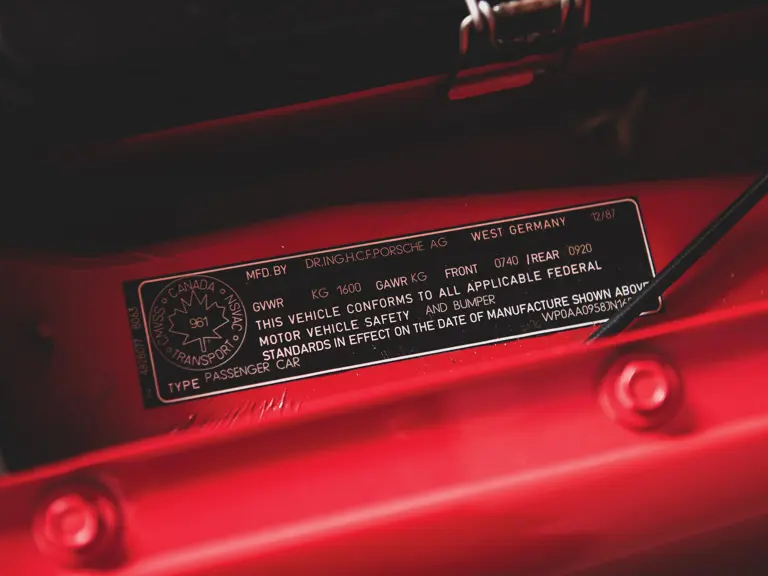 MFD. BY DR.ING.H.C.F.PORSCHE AG WEST GERMANY 12/87
GVWR KG 1600 GAWR KG FRONT 0740 /REAR 0920
THIS VEHICLE CONFORMS TO ALL APPLICABLE FEDERAL
MOTOR VEHICLE SAFETY AND BUMPER
STANDARDS IN EFFECT ON THE DATE OF MANUFACTURE SHOWN ABOVE
TYPE PASSENGER CAR
CANADA
CMVSS 961 NSVAC
TRANSPORT